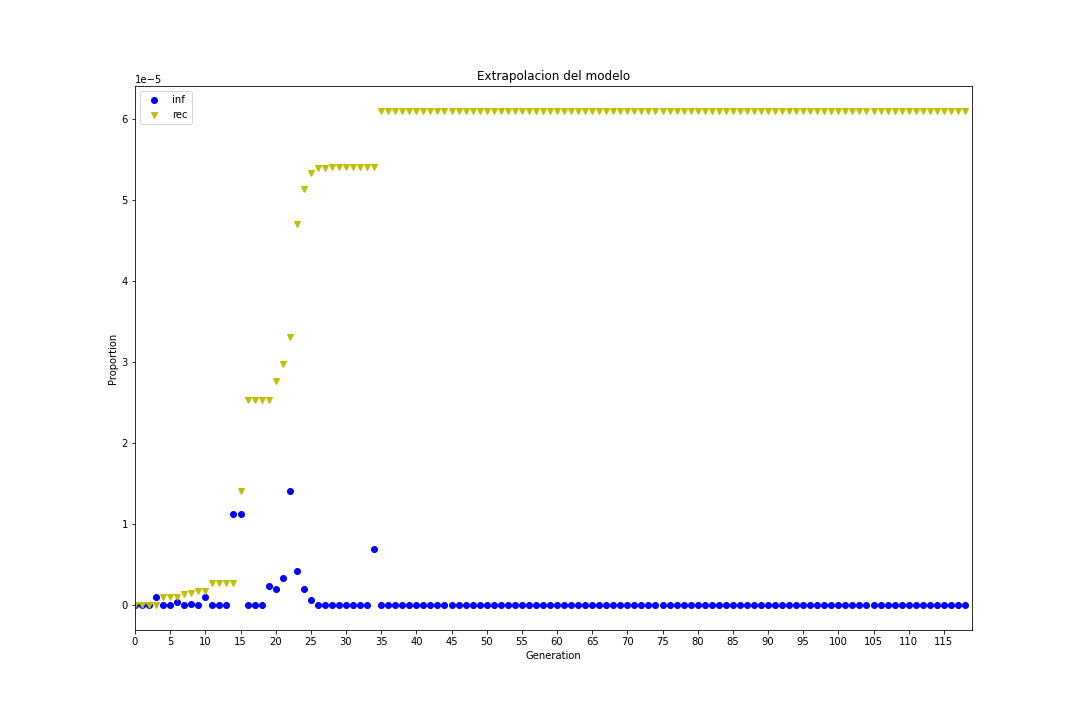 Extrapolacion del modelo
1e−5
inf
rec
6
5
4
3
2
1
0
Proportion
0 5 10 15 20 25 30 35 40 45 50 55 60 65 70 75 80 85 90 95 100 105 110 115
Generation